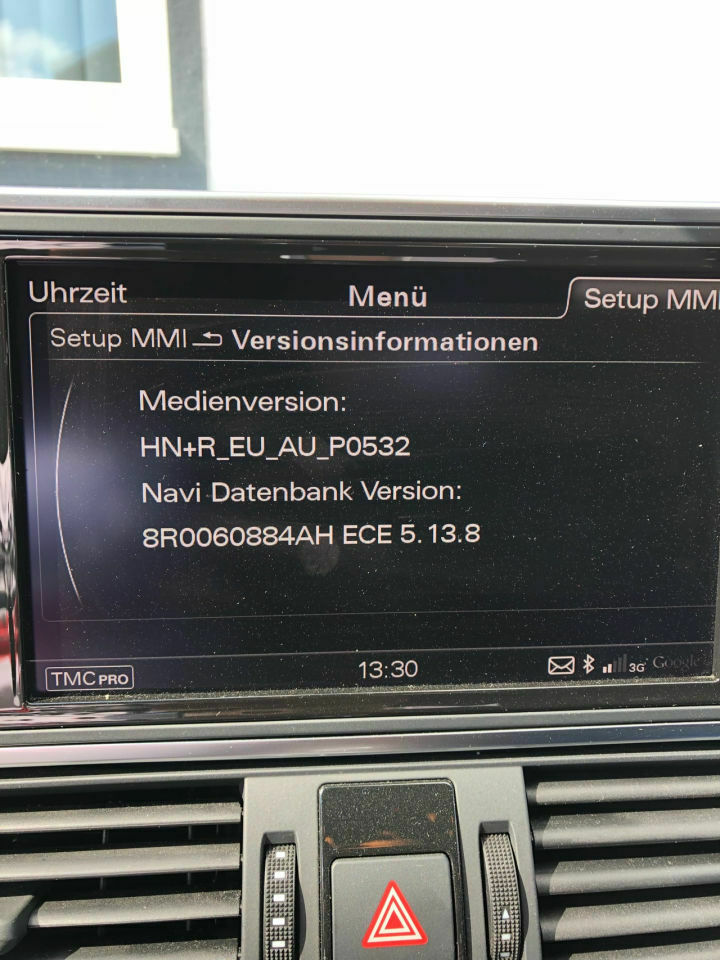 Uhrzeit Menü Setup MMI
Setup MMI Versionsinformationen
Medienversion:
HN+R_EU_AU_P0532
Navi Datenbank Version:
8R0060884AH ECE 5.13.8
TMC PRO 13:30 3G Google